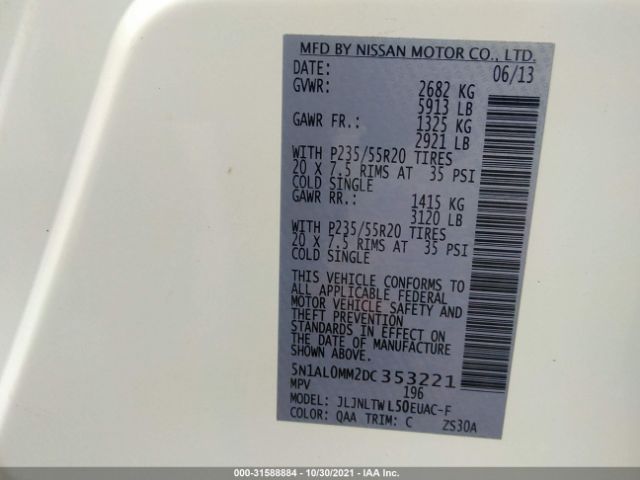 MFD BY NISSAN MOTOR CO., LTD.
DATE: 06/13
GVWR: 2682 KG
5913 LB
GAWR FR.: 1325 KG
2921 LB
WITH P235/55R20 TIRES
20 X 7.5 RIMS AT 35 PSI
COLD SINGLE
GAWR RR.: 1415 KG
3120 LB
WITH P235/55R20 TIRES
20 X 7.5 RIMS AT 35 PSI
COLD SINGLE
THIS VEHICLE CONFORMS TO
ALL APPLICABLE FEDERAL
MOTOR VEHICLE SAFETY AND
THEFT PREVENTION
STANDARDS IN EFFECT ON
THE DATE OF MANUFACTURE
SHOWN ABOVE.
5N1AL0MM2DC353221
MPV 196
MODEL: JLJNLTWL50EUAC-F
COLOR: QAA TRIM: C ZS30A
000-31588884 - 10/30/2021 - iaai.com